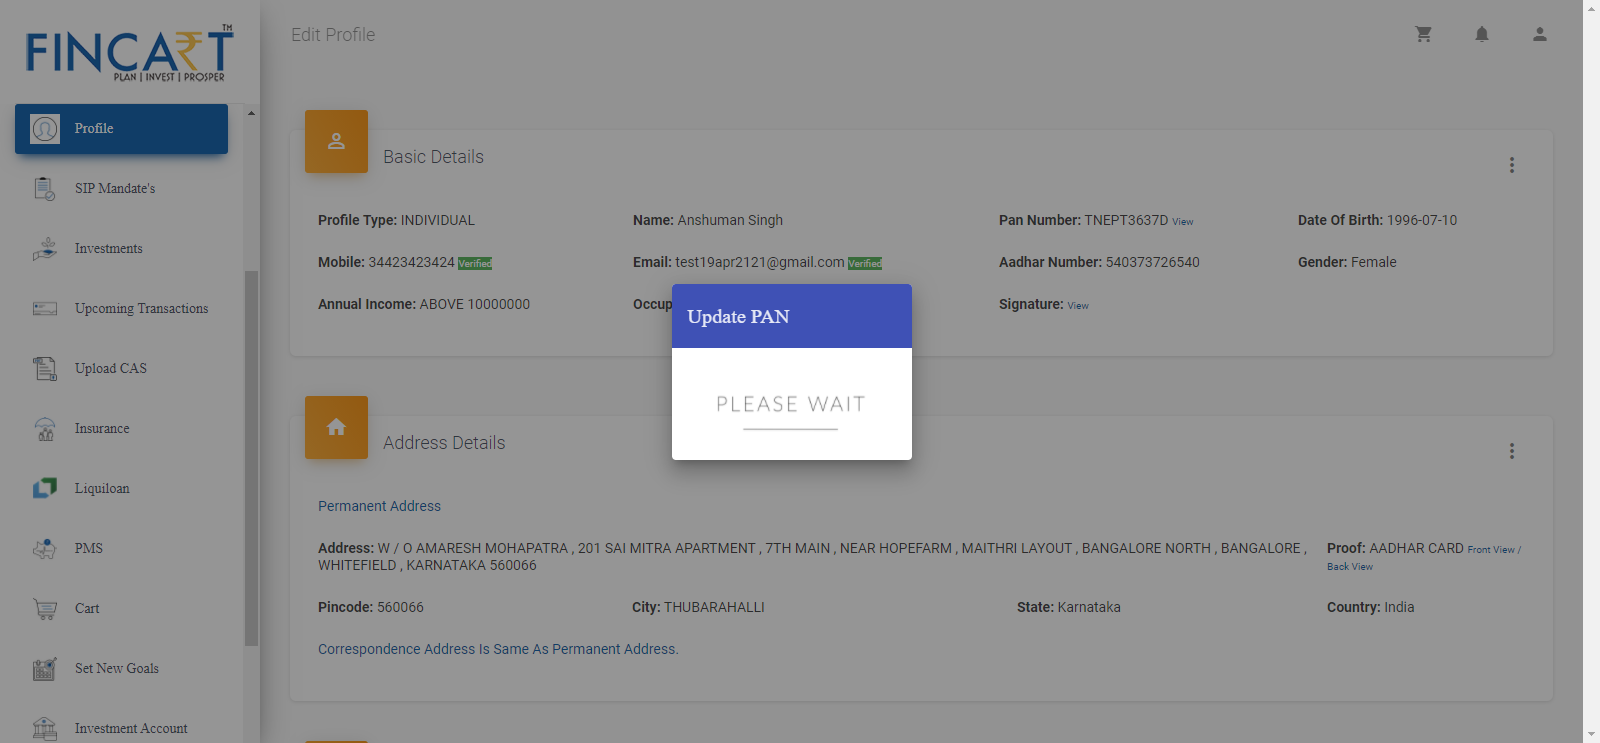 FINCART TM
PLAN | INVEST | PROSPER
Edit Profile
Profile
SIP Mandate's
Investments
Upcoming Transactions
Upload CAS
Insurance
Liquiloan
PMS
Cart
Set New Goals
Investment Account
Basic Details
Profile Type: INDIVIDUAL
Name: Anshuman Singh
Pan Number: TNEPT3637D View
Date Of Birth: 1996-07-10
Mobile: 34423423424 Verified
Email: test19apr2121@gmail.com Verified
Aadhar Number: 540373726540
Gender: Female
Annual Income: ABOVE 10000000
Occup
Signature: View
Update PAN
PLEASE WAIT
Address Details
Permanent Address
Address: W / O AMARESH MOHAPATRA , 201 SAI MITRA APARTMENT , 7TH MAIN , NEAR HOPEFARM , MAITHRI LAYOUT , BANGALORE NORTH , BANGALORE ,
WHITEFIELD , KARNATAKA 560066
Proof: AADHAR CARD Front View /
Back View
Pincode: 560066
City: THUBARAHALLI
State: Karnataka
Country: India
Correspondence Address Is Same As Permanent Address.